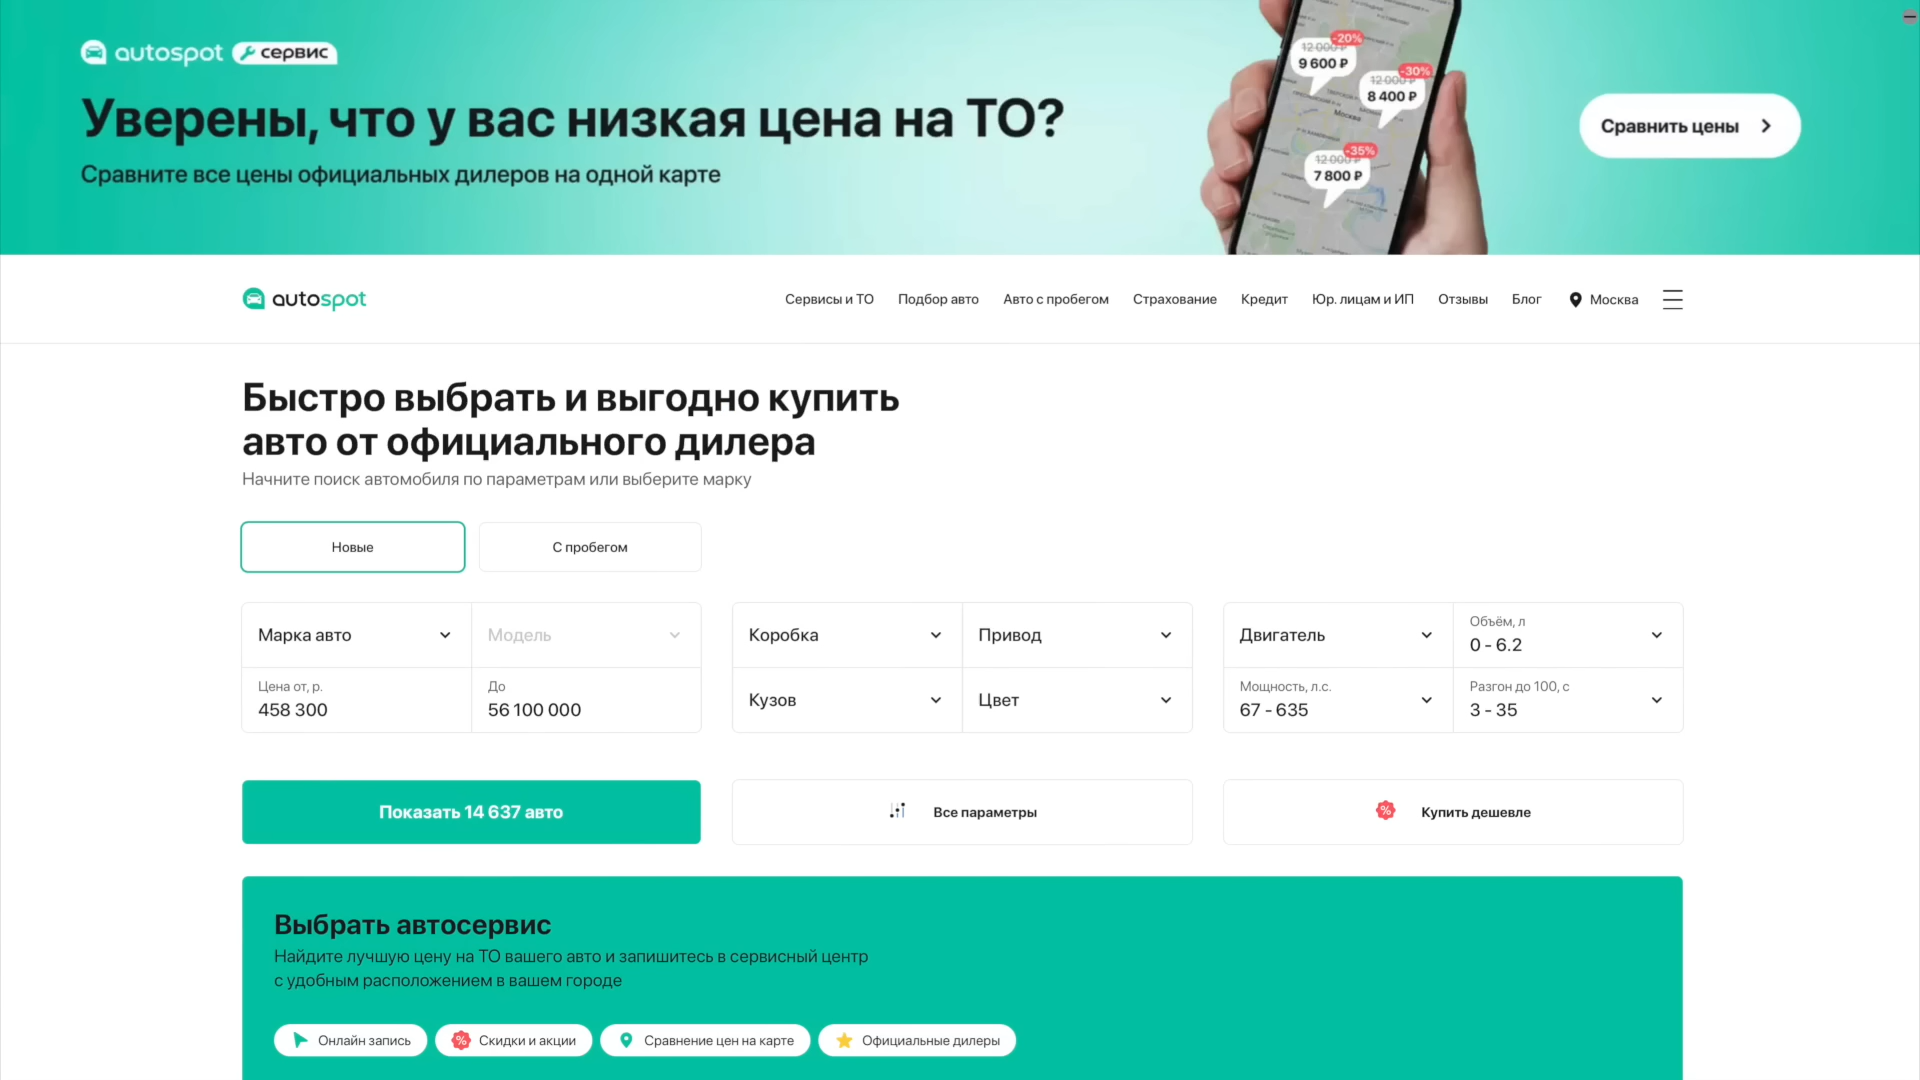 autospot сервис
Уверены, что у вас низкая цена на ТО?
Сравните все цены официальных дилеров на одной карте
-20%
12 000 ₽
9 600 ₽
-30%
12 000 ₽
8 400 ₽
Москва
-35%
12 000 ₽
7 800 ₽
Сравнить цены
autospot
Сервисы и ТО Подбор авто Авто с пробегом Страхование Кредит Юр. лицам и ИП Отзывы Блог Москва
Быстро выбрать и выгодно купить
авто от официального дилера
Начните поиск автомобиля по параметрам или выберите марку
Новые С пробегом
Марка авто Модель
Цена от, р. До
458 300 56 100 000
Коробка Привод
Кузов Цвет
Двигатель
Объём, л
0 - 6.2
Мощность, л.с. Разгон до 100, с
67 - 635 3 - 35
Показать 14 637 авто Все параметры Купить дешевле
Выбрать автосервис
Найдите лучшую цену на ТО вашего авто и запишитесь в сервисный центр
с удобным расположением в вашем городе
Онлайн запись Скидки и акции Сравнение цен на карте Официальные дилеры